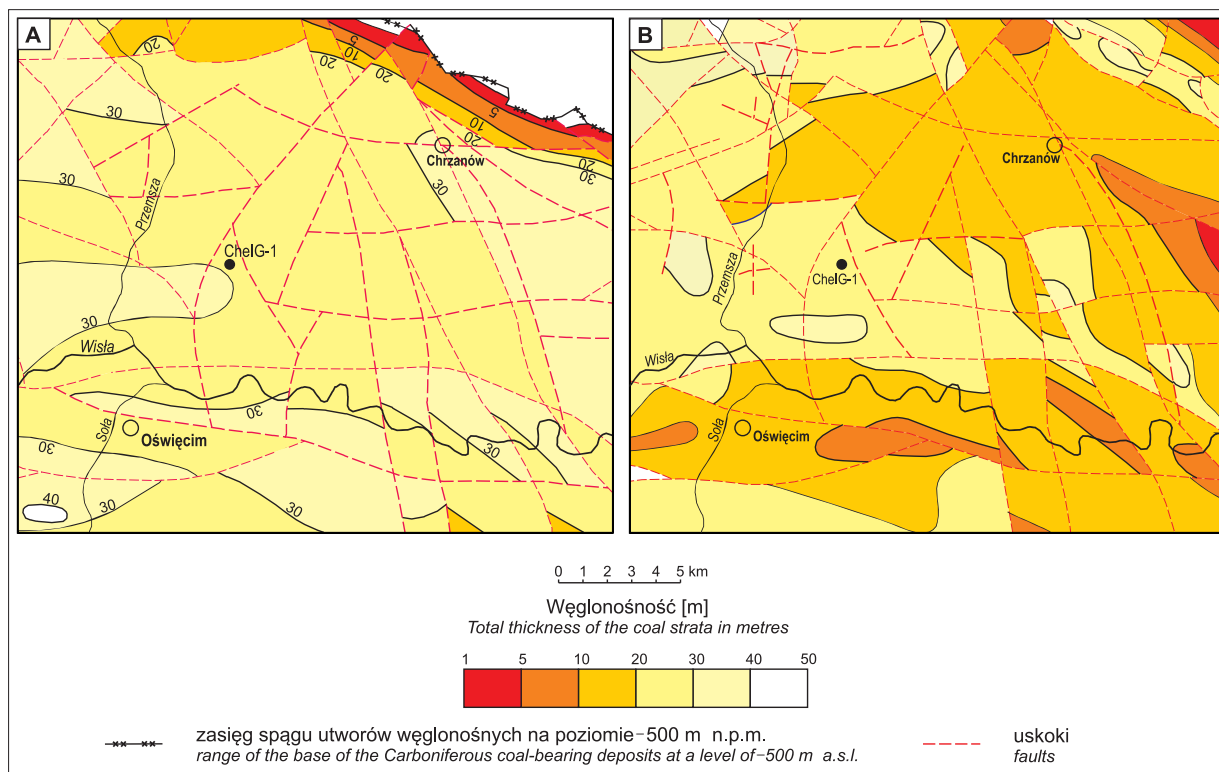 A
B
20
5
10
20
5
10
20
20
30
30
30
Chrzanów
30
Przemsza
ChełG-1
30
Wisła
30
Soła
Oświęcim
30
30
40
30
30
Chrzanów
Przemsza
ChełG-1
Wisła
Soła
Oświęcim
0 1 2 3 4 5 km
Węglonośność [m]
Total thickness of the coal strata in metres
1 5 10 20 30 40 50
zasięg spągu utworów węglonośnych na poziomie−500 m n.p.m.
range of the base of the Carboniferous coal-bearing deposits at a level of−500 m a.s.l.
uskoki
faults